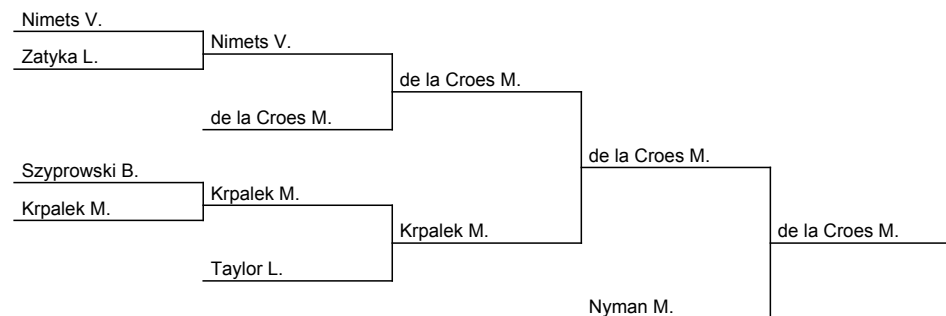 Nimets V.
Zatyka L.
Nimets V.
de la Croes M.
de la Croes M.
Szyprowski B.
Krpalek M.
Krpalek M.
Taylor L.
Krpalek M.
de la Croes M.
Nyman M.
de la Croes M.